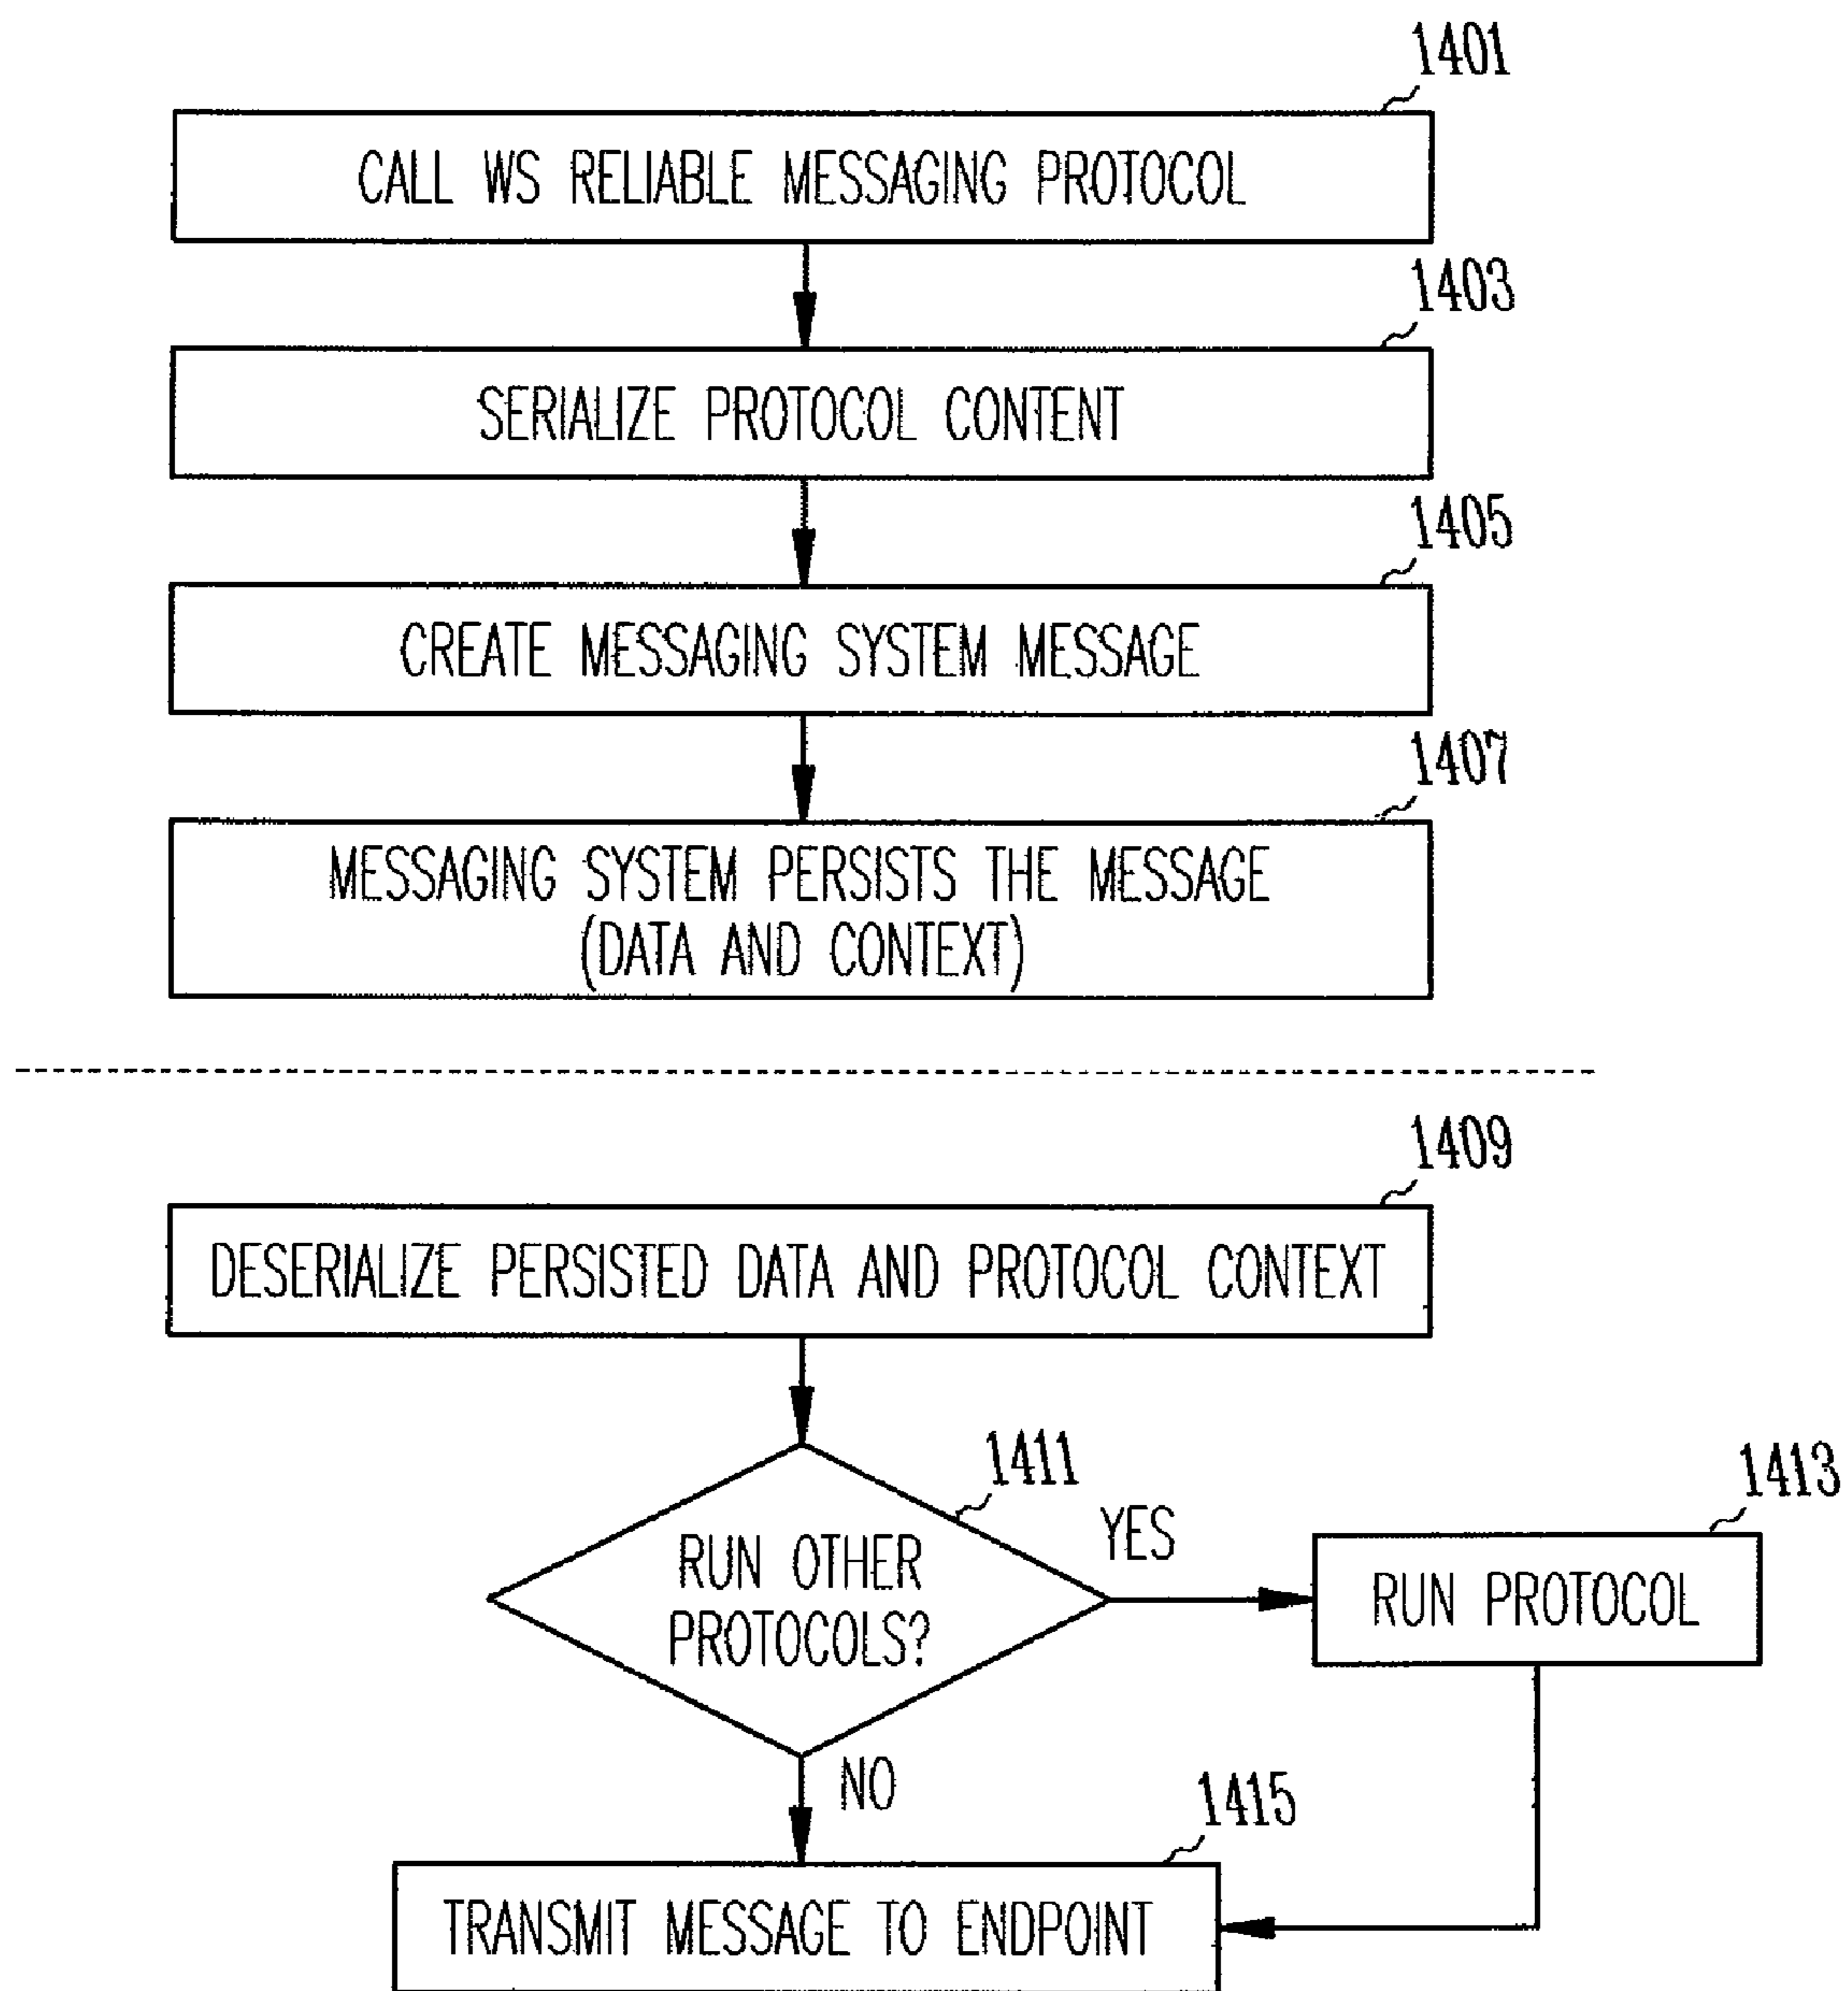 1401
CALL WS RELIABLE MESSAGING PROTOCOL
1403
SERIALIZE PROTOCOL CONTENT
1405
CREATE MESSAGING SYSTEM MESSAGE
1407
MESSAGING SYSTEM PERSISTS THE MESSAGE
(DATA AND CONTEXT)
1409
DESERIALIZE PERSISTED DATA AND PROTOCOL CONTEXT
1411
RUN OTHER
PROTOCOLS?
YES
1413
RUN PROTOCOL
NO
1415
TRANSMIT MESSAGE TO ENDPOINT